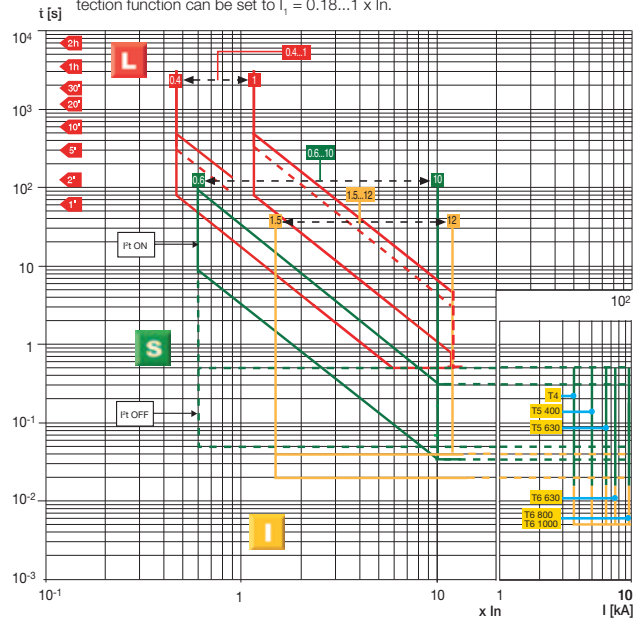 tection function can be set to I₁ = 0.18...1 x In.
t [s]
10⁴
2h
1h
30'
20'
10'
5'
2'
1'
L
0.4...1
0.4
1
10³
0.6...10
10²
0.6
10
1.5...12
1.5
12
I²t ON
10
10²
1
S
T4
T5 400
T5 630
10⁻¹
I²t OFF
10⁻²
T6 630
T6 800
T6 1000
I
10⁻³
10⁻¹
1
10
1
10
x In
I [kA]